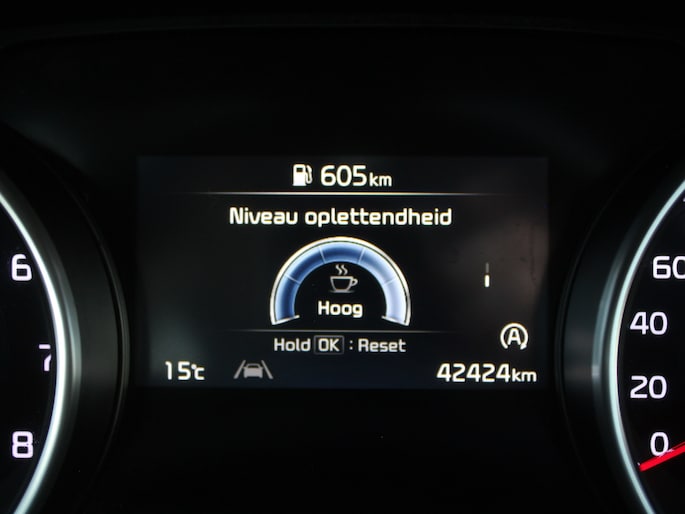 605km
Niveau oplettendheid
Hoog
Hold OK : Reset
A
15°c
42424km
6
7
8
60
40
20
0